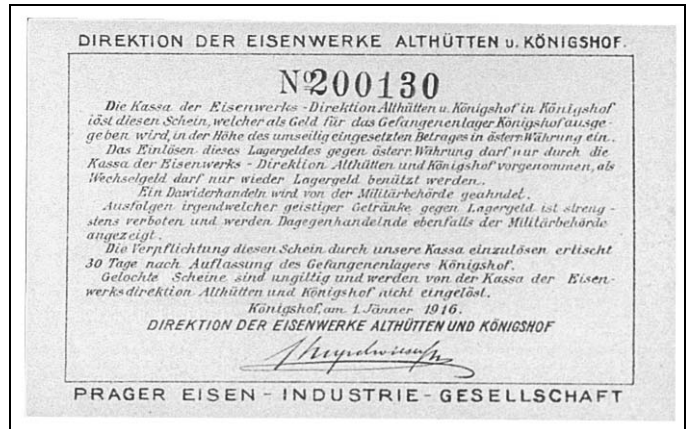 DIREKTION DER EISENWERKE ALTHÜTTEN u. KÖNIGSHOF.
Nº200130
Die Kassa der Eisenwerks-Direktion Althütten u. Königshof in Königshof
löst diesen Schein, welcher als Geld für das Gefangenenlager Königshof ausge-
geben wird, in der Höhe des umseitig eingesetzten Betrages in österr Währung ein.
Das Einlösen dieses Lagergeldes gegen österr Währung darf nur durch die
Kassa der Eisenwerks - Direktion Althütten und Königshof vorgenommen, als
Wechselgeld darf nur wieder Lagergeld benützt werden.
Ein Dawiderhandeln wird von der Militärbehörde geahndet.
Ausfolgen irgendwelcher geistiger Getränke gegen Lagergeld ist streng-
stens verboten und werden Dagegenhandelnde ebenfalls der Militärbehörde
angezeigt.
Die Verpflichtung diesen Schein durch unsere Kassa einzulösen erlischt
30 Tage nach Auflassung des Gefangenenlagers Königshof.
Gelochte Scheine sind ungiltig und werden von der Kassa der Eisen-
werksdirektion Althütten und Königshof nicht eingelöst.
Königshof, am 1. Jänner 1916.
DIREKTION DER EISENWERKE ALTHÜTTEN UND KÖNIGSHOF
PRAGER EISEN - INDUSTRIE - GESELLSCHAFT